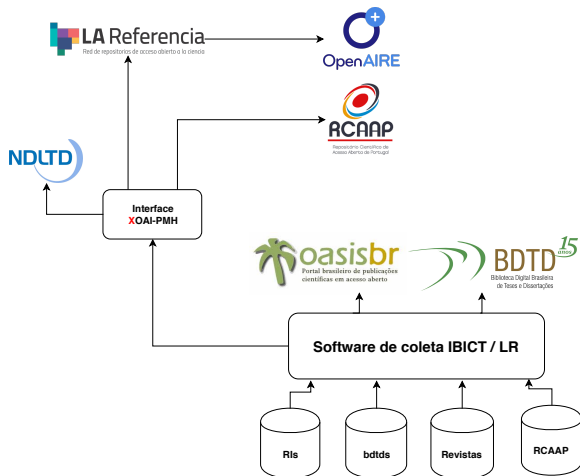 LA Referencia
Red de repositorios de acceso abierto a la ciencia
OpenAIRE
RCAAP
Repositório Científico de
Acesso Aberto de Portugal
NDLTD
Interface
XOAI-PMH
oasisbr
Portal brasileiro de publicações
científicas em acesso aberto
15
anos
BDTD
Biblioteca Digital Brasileira
de Teses e Dissertações
Software de coleta IBICT / LR
RIs
bdtds
Revistas
RCAAP